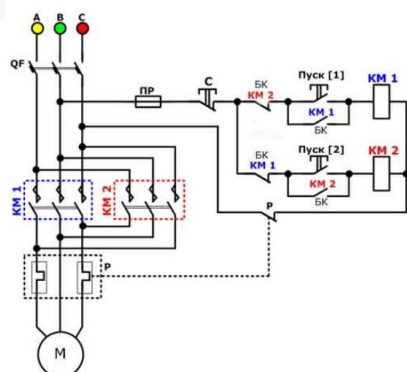 А В С
QF
ПР
С
БК
КМ 2
Пуск [1]
КМ 1
БК
КМ 1
БК
КМ 1
Пуск [2]
КМ 2
БК
КМ 2
КМ 1
КМ 2
Р
Р
М